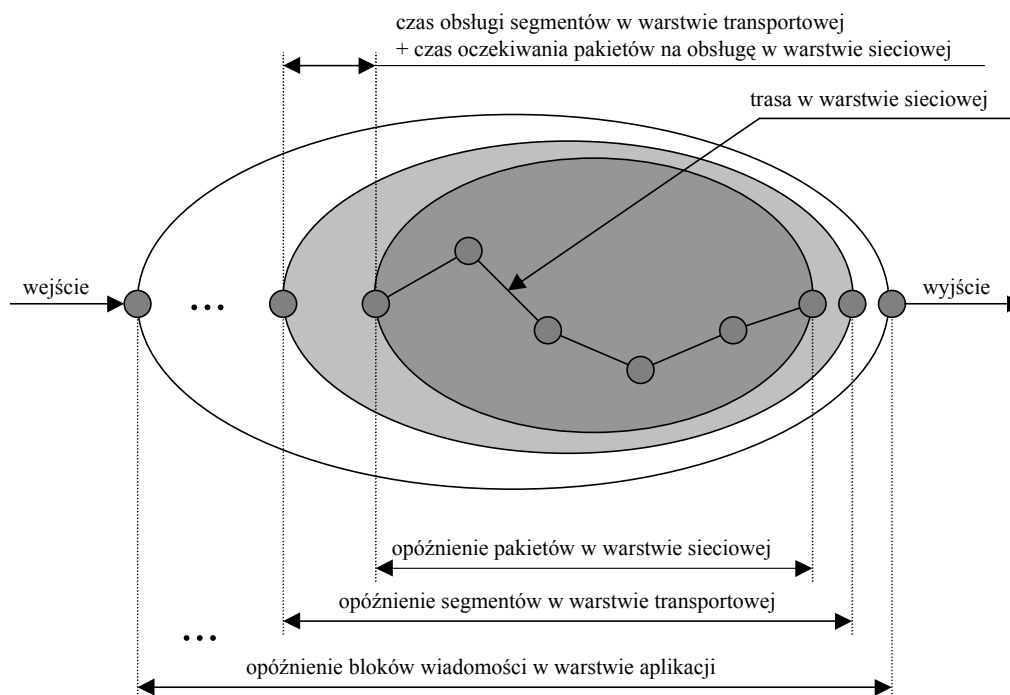 czas obsługi segmentów w warstwie transportowej
+ czas oczekiwania pakietów na obsługę w warstwie sieciowej
trasa w warstwie sieciowej
wejście
...
wyjście
opóźnienie pakietów w warstwie sieciowej
opóźnienie segmentów w warstwie transportowej
...
opóźnienie bloków wiadomości w warstwie aplikacji